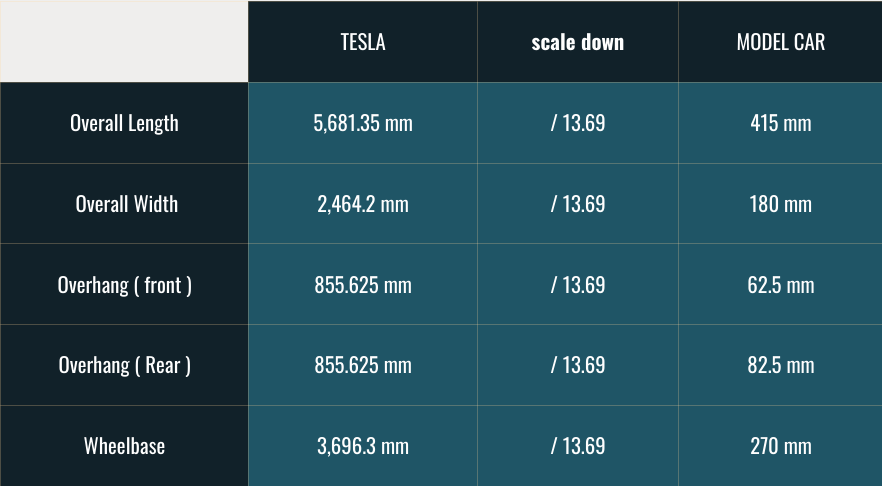 TESLA scale down MODEL CAR
Overall Length 5,681.35 mm / 13.69 415 mm
Overall Width 2,464.2 mm / 13.69 180 mm
Overhang ( front ) 855.625 mm / 13.69 62.5 mm
Overhang ( Rear ) 855.625 mm / 13.69 82.5 mm
Wheelbase 3,696.3 mm / 13.69 270 mm